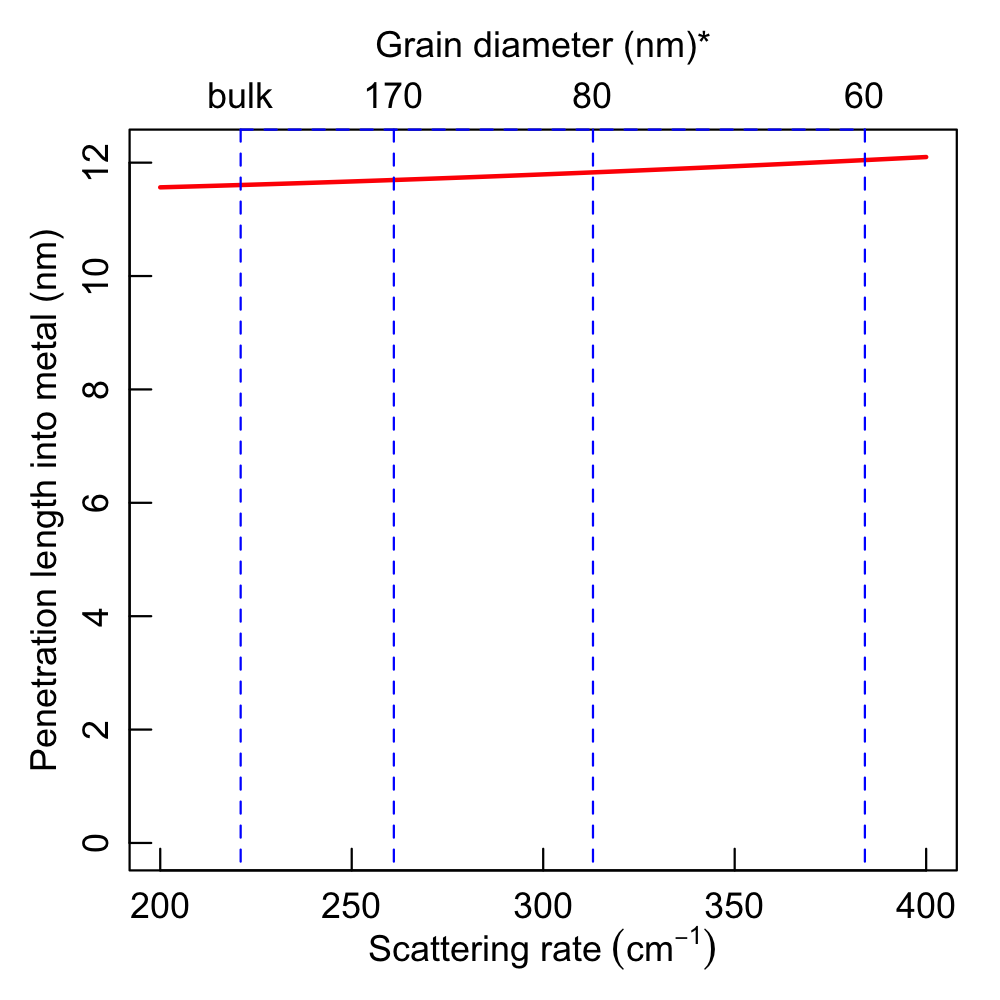 Grain diameter (nm)*
bulk 170 80 60
Penetration length into metal (nm)
12
10
8
6
4
2
0
200 250 300 350 400
Scattering rate (cm⁻¹)